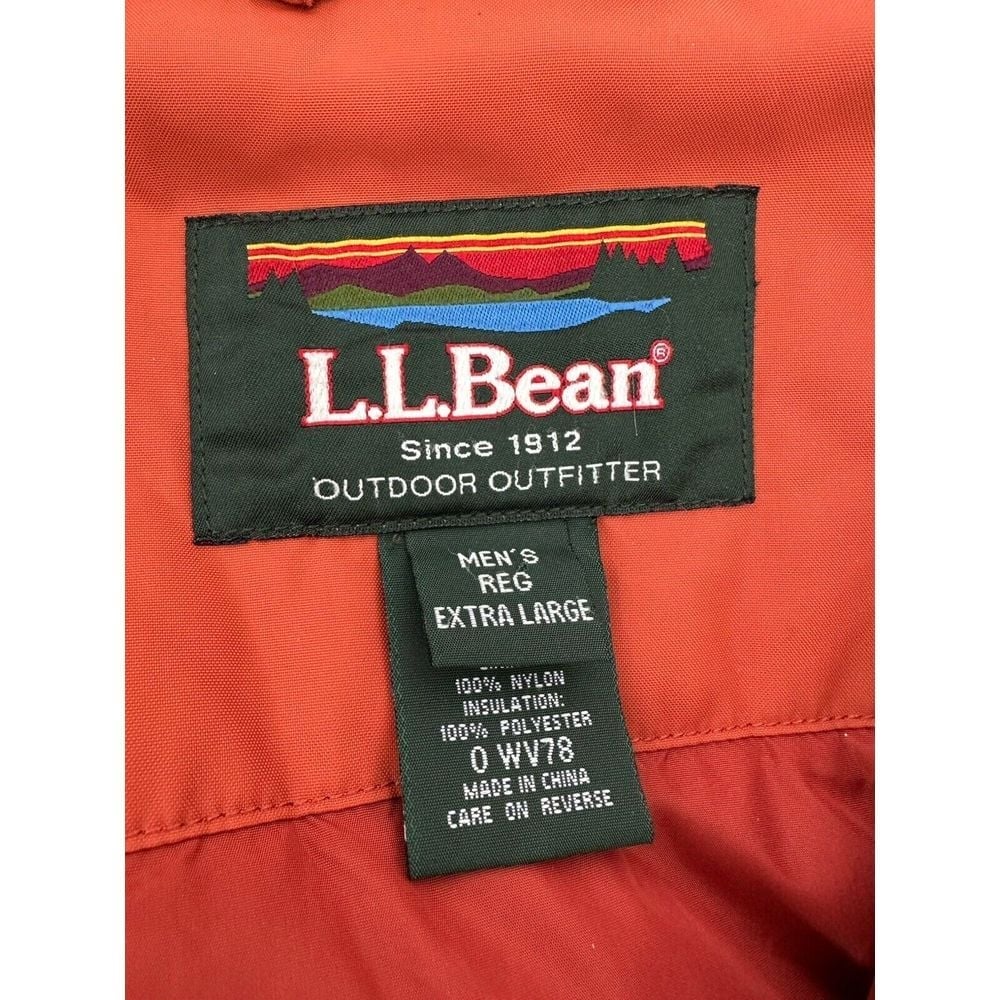 L.L.Bean®
Since 1912
OUTDOOR OUTFITTER
MEN'S
REG
EXTRA LARGE
100% NYLON
INSULATION:
100% POLYESTER
0 WV78
MADE IN CHINA
CARE ON REVERSE